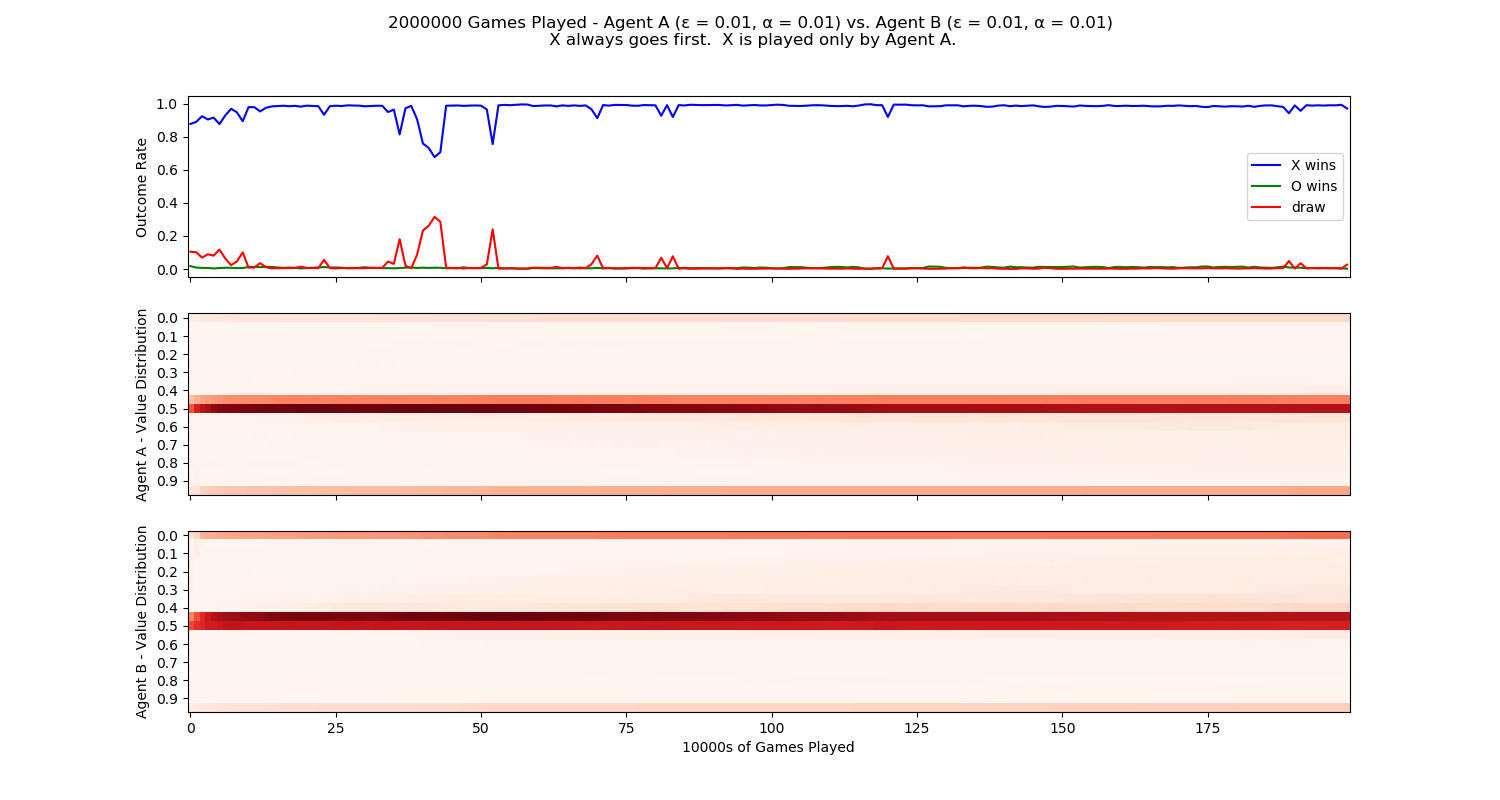 2000000 Games Played - Agent A (ε = 0.01, α = 0.01) vs. Agent B (ε = 0.01, α = 0.01)
X always goes first.  X is played only by Agent A.
Outcome Rate
1.0
0.8
0.6
0.4
0.2
0.0
X wins
O wins
draw
Agent A - Value Distribution
0.0
0.1
0.2
0.3
0.4
0.5
0.6
0.7
0.8
0.9
Agent B - Value Distribution
0.0
0.1
0.2
0.3
0.4
0.5
0.6
0.7
0.8
0.9
0 25 50 75 100 125 150 175
10000s of Games Played